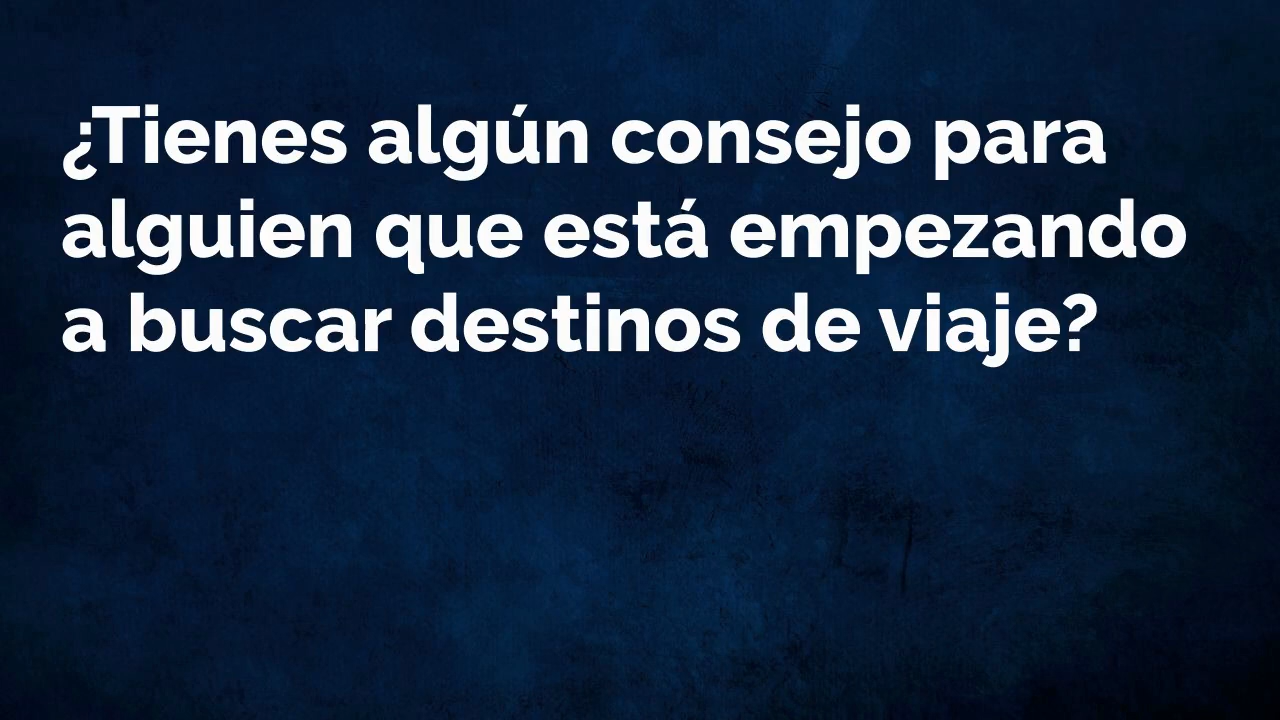 ¿Tienes algún consejo para
alguien que está empezando
a buscar destinos de viaje?